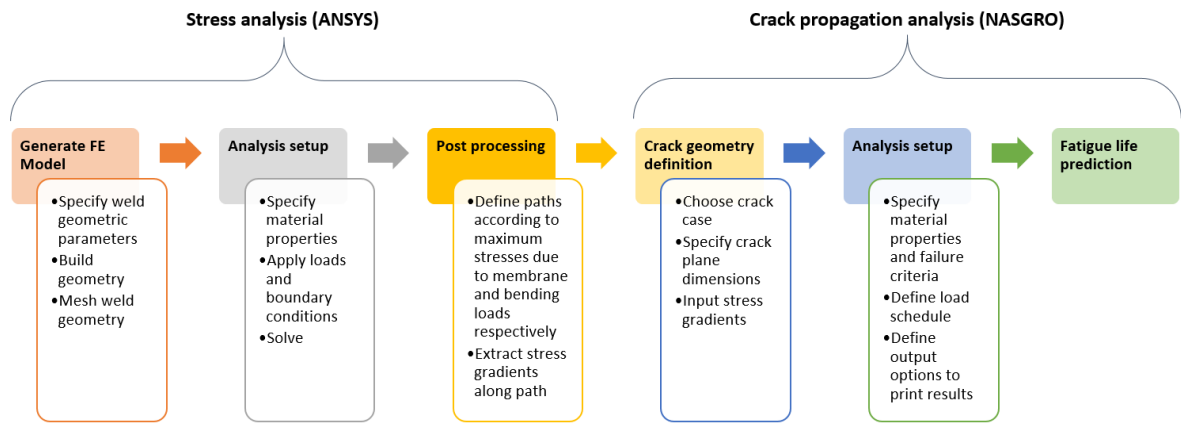 Stress analysis (ANSYS)
Crack propagation analysis (NASGRO)
Generate FE
Model
•Specify weld
geometric
parameters
•Build
geometry
•Mesh weld
geometry
Analysis setup
•Specify
material
properties
•Apply loads
and
boundary
conditions
•Solve
Post processing
•Define paths
according to
maximum
stresses due
to membrane
and bending
loads
respectively
•Extract stress
gradients
along path
Crack geometry
definition
•Choose crack
case
•Specify crack
plane
dimensions
•Input stress
gradients
Analysis setup
•Specify
material
properties
and failure
criteria
•Define load
schedule
•Define
output
options to
print results
Fatigue life
prediction